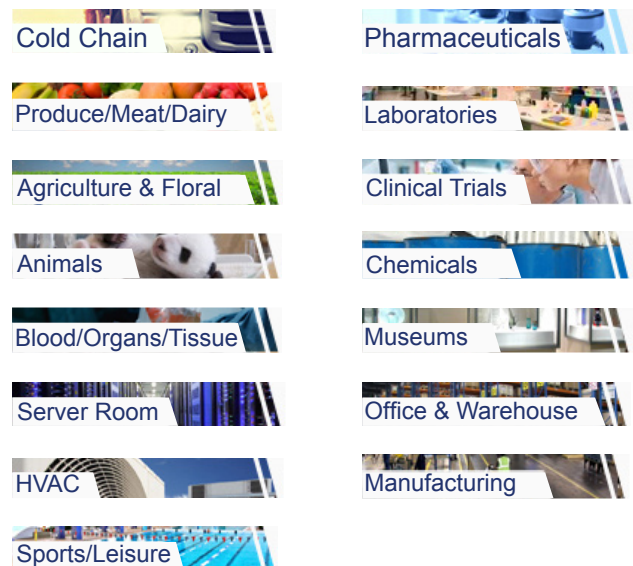 Cold Chain
Pharmaceuticals
Produce/Meat/Dairy
Laboratories
Agriculture & Floral
Clinical Trials
Animals
Chemicals
Blood/Organs/Tissue
Museums
Server Room
Office & Warehouse
HVAC
Manufacturing
Sports/Leisure